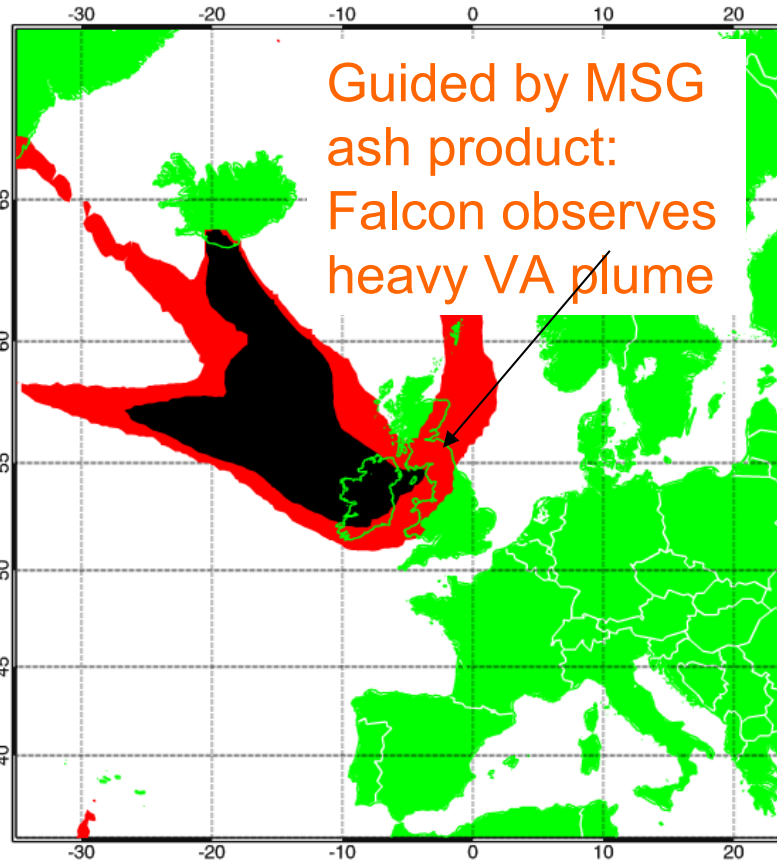 -30 -20 -10 0 10 20
Guided by MSG
ash product:
Falcon observes
heavy VA plume
65
60
55
50
45
40
-30 -20 -10 0 10 20